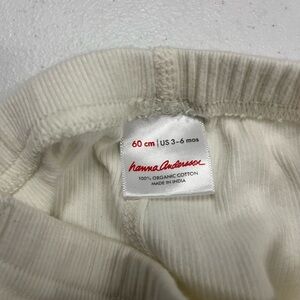 60 cm | US 3-6 mos
hanna Andersson
100% ORGANIC COTTON
MADE IN INDIA